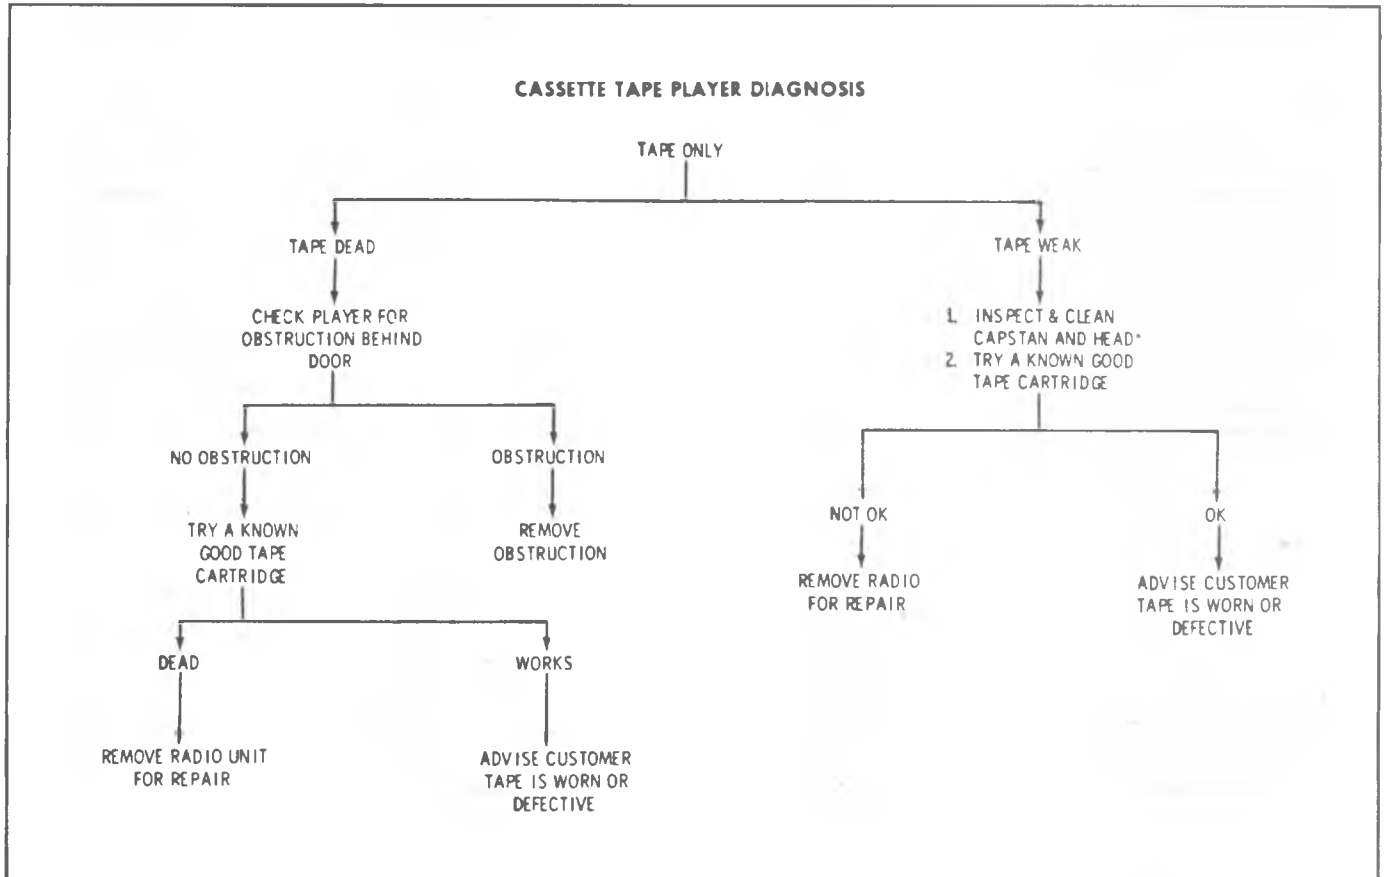 CASSETTE TAPE PLAYER DIAGNOSIS
TAPE ONLY
TAPE DEAD
CHECK PLAYER FOR
OBSTRUCTION BEHIND
DOOR
NO OBSTRUCTION
TRY A KNOWN
GOOD TAPE
CARTRIDGE
DEAD
REMOVE RADIO UNIT
FOR REPAIR
WORKS
ADVISE CUSTOMER
TAPE IS WORN OR
DEFECTIVE
OBSTRUCTION
REMOVE
OBSTRUCTION
TAPE WEAK
1. INSPECT & CLEAN
CAPSTAN AND HEAD*
2. TRY A KNOWN GOOD
TAPE CARTRIDGE
NOT OK
REMOVE RADIO
FOR REPAIR
OK
ADVISE CUSTOMER
TAPE IS WORN OR
DEFECTIVE